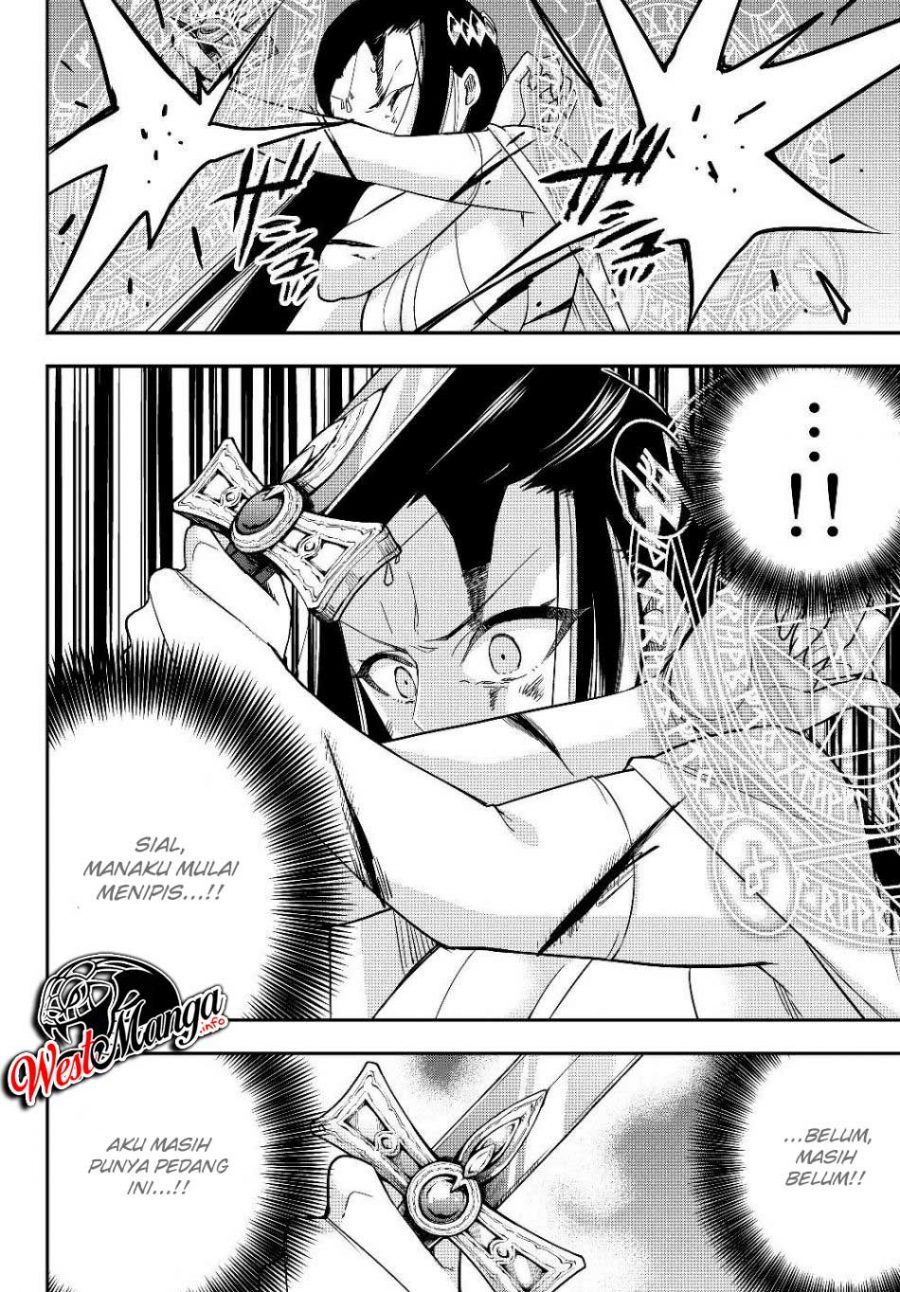 ...
!!
SIAL,
MANAKU MULAI
MENIPIS...!!
WestManga
.info
...BELUM,
MASIH
BELUM!!
AKU MASIH
PUNYA PEDANG
INI...!!